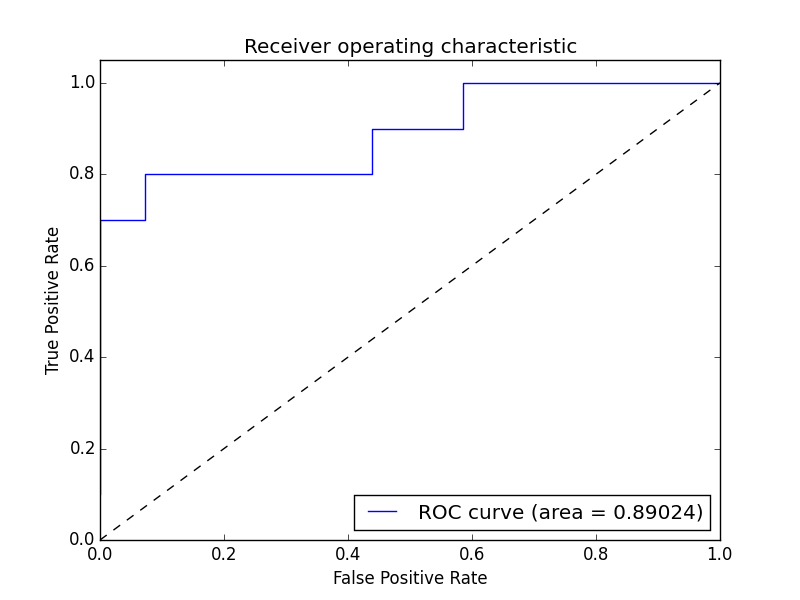 Receiver operating characteristic
True Positive Rate
1.0
0.8
0.6
0.4
0.2
0.0
0.0 0.2 0.4 0.6 0.8 1.0
False Positive Rate
ROC curve (area = 0.89024)